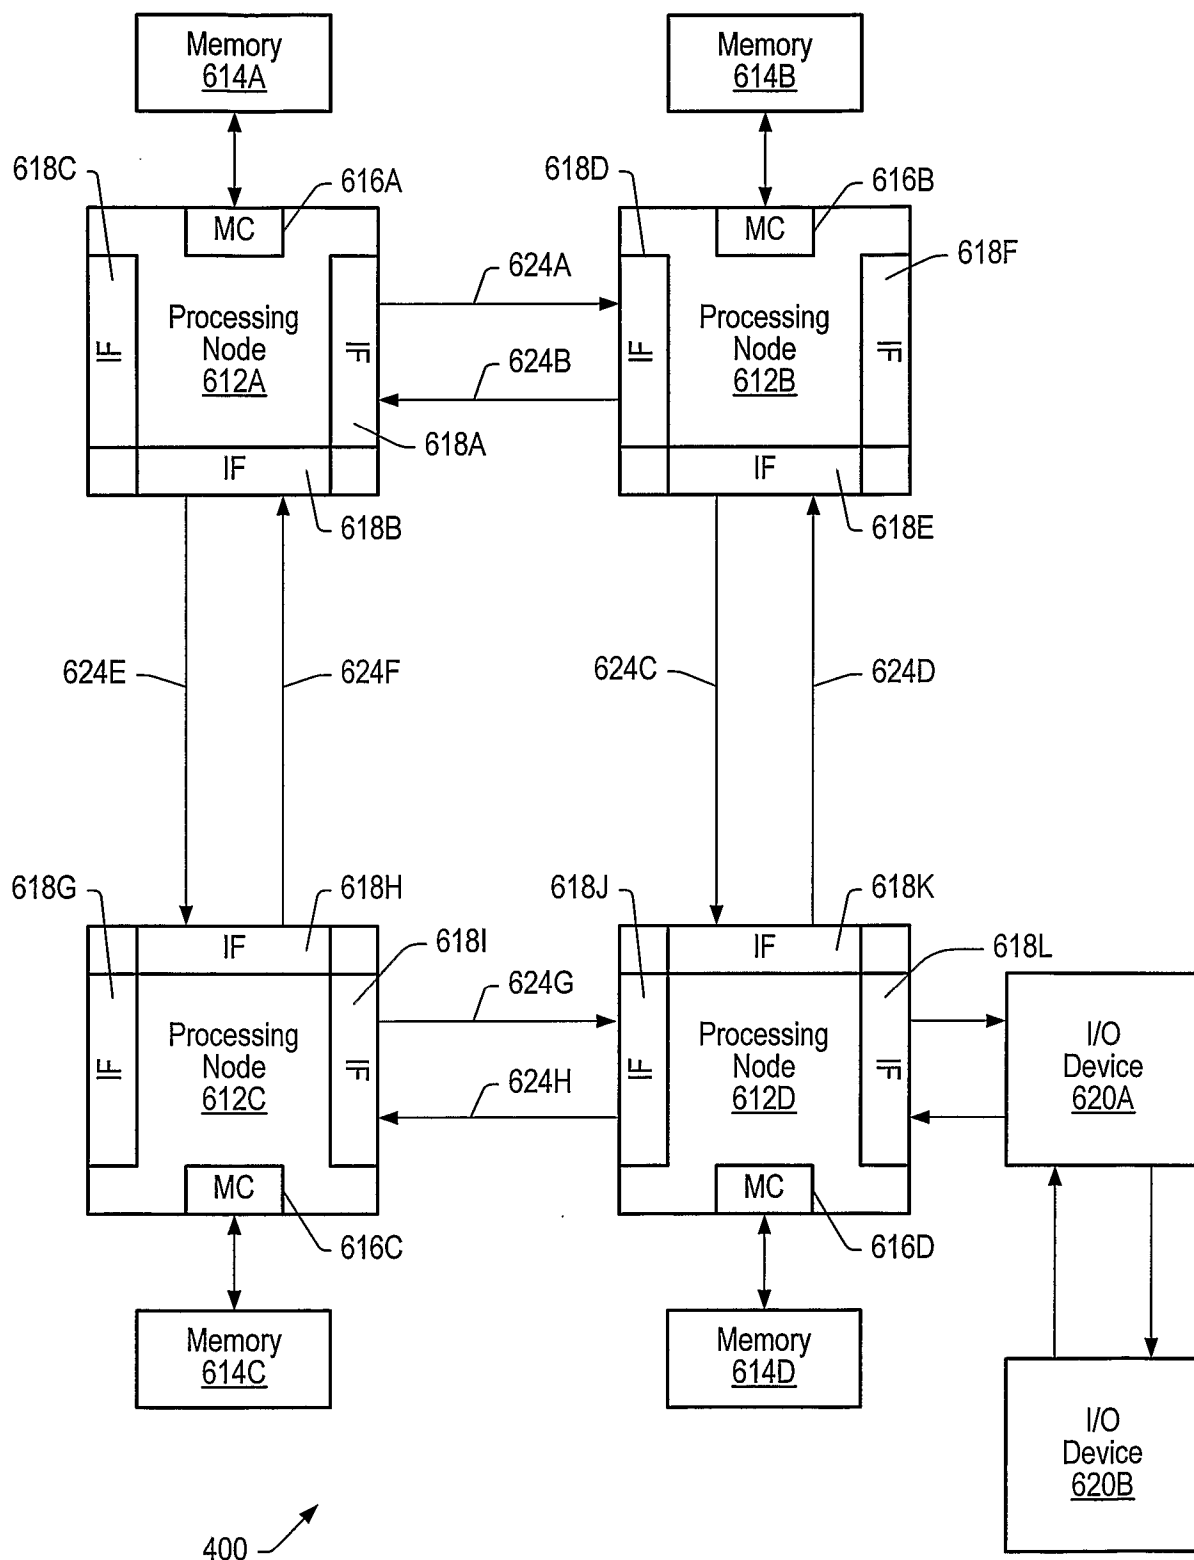 Memory
614A
Memory
614B
618C
616A
618D
616B
MC
MC
618F
624A
IF
Processing
Node
612A
IF
IF
Processing
Node
612B
IF
624B
618A
IF
IF
618B
618E
624E
624F
624C
624D
618G
618H
618J
618K
IF
618I
IF
618L
624G
IF
Processing
Node
612C
IF
IF
Processing
Node
612D
IF
I/O
Device
620A
624H
MC
MC
616C
616D
Memory
614C
Memory
614D
I/O
Device
620B
400